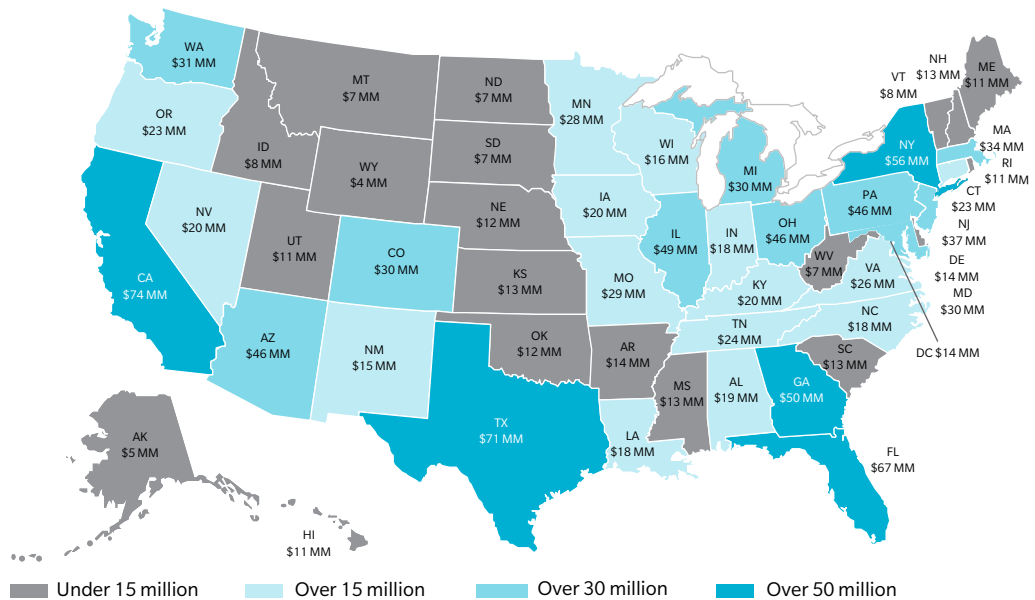 WA
$31 MM
OR
$23 MM
CA
$74 MM
NV
$20 MM
ID
$8 MM
MT
$7 MM
WY
$4 MM
UT
$11 MM
CO
$30 MM
AZ
$46 MM
NM
$15 MM
ND
$7 MM
SD
$7 MM
NE
$12 MM
KS
$13 MM
OK
$12 MM
TX
$71 MM
MN
$28 MM
IA
$20 MM
MO
$29 MM
AR
$14 MM
LA
$18 MM
WI
$16 MM
IL
$49 MM
MI
$30 MM
IN
$18 MM
OH
$46 MM
KY
$20 MM
TN
$24 MM
MS
$13 MM
AL
$19 MM
GA
$50 MM
FL
$67 MM
SC
$13 MM
NC
$18 MM
VA
$26 MM
WV
$7 MM
PA
$46 MM
NY
$56 MM
VT
$8 MM
NH
$13 MM
ME
$11 MM
MA
$34 MM
RI
$11 MM
CT
$23 MM
NJ
$37 MM
DE
$14 MM
MD
$30 MM
DC $14 MM
AK
$5 MM
HI
$11 MM
Under 15 million
Over 15 million
Over 30 million
Over 50 million